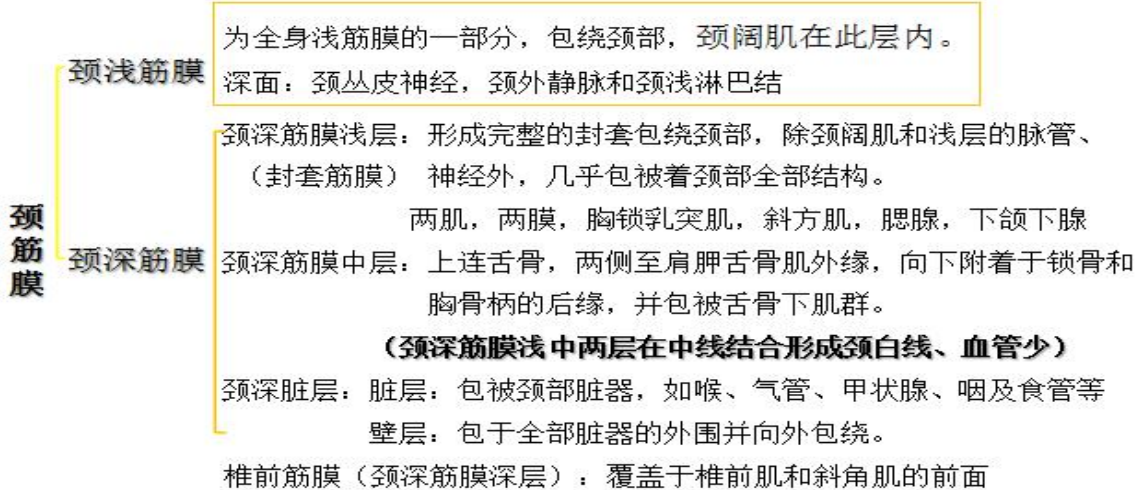 为全身浅筋膜的一部分，包绕颈部，颈阔肌在此层内。
颈浅筋膜
深面：颈丛皮神经，颈外静脉和颈浅淋巴结
颈深筋膜浅层：形成完整的封套包绕颈部，除颈阔肌和浅层的脉管、
（封套筋膜） 神经外，几乎包被着颈部全部结构。
两肌，两膜，胸锁乳突肌，斜方肌，腮腺，下颌下腺
颈筋膜
颈深筋膜
颈深筋膜中层：上连舌骨，两侧至肩胛舌骨肌外缘，向下附着于锁骨和
胸骨柄的后缘，并包被舌骨下肌群。
（颈深筋膜浅中两层在中线结合形成颈白线、血管少）
颈深脏层：脏层：包被颈部脏器，如喉、气管、甲状腺、咽及食管等
壁层：包于全部脏器的外围并向外包绕。
椎前筋膜（颈深筋膜深层）：覆盖于椎前肌和斜角肌的前面